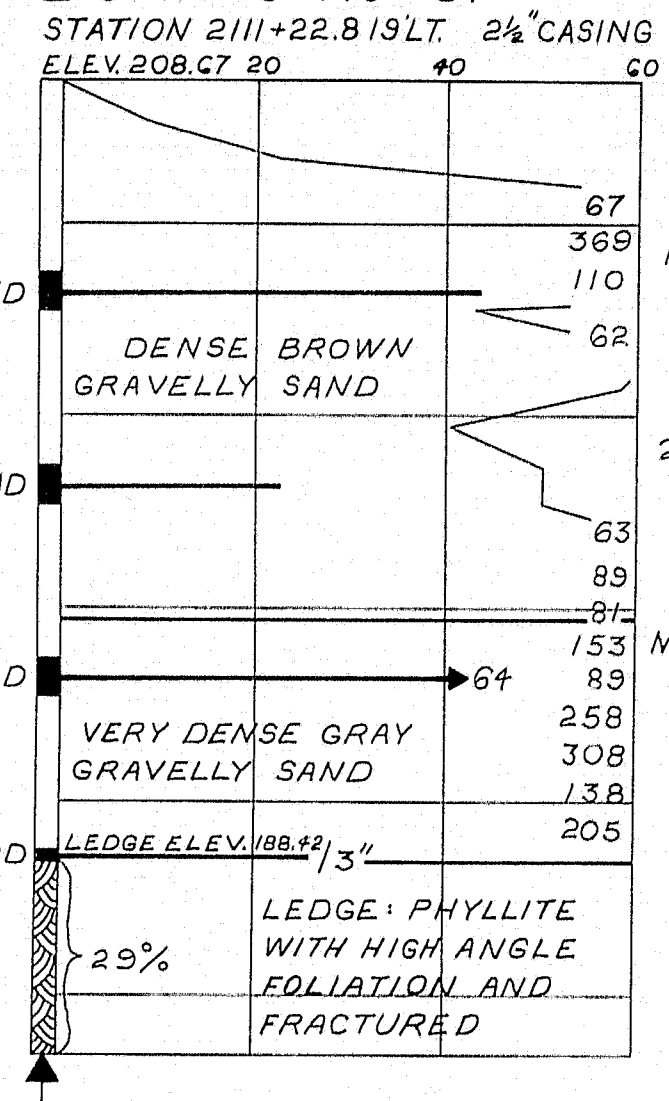 STATION 2111+22.8 19'LT. 2½" CASING
ELEV. 208.67 20 40 60
67
369
110
D
62
DENSE BROWN
GRAVELLY SAND
2
D
63
89
81
153
D
64 89
258
VERY DENSE GRAY
308
GRAVELLY SAND
138
205
D
LEDGE ELEV. 188.42 /3"
LEDGE: PHYLLITE
WITH HIGH ANGLE
29%
FOLIATION AND
FRACTURED